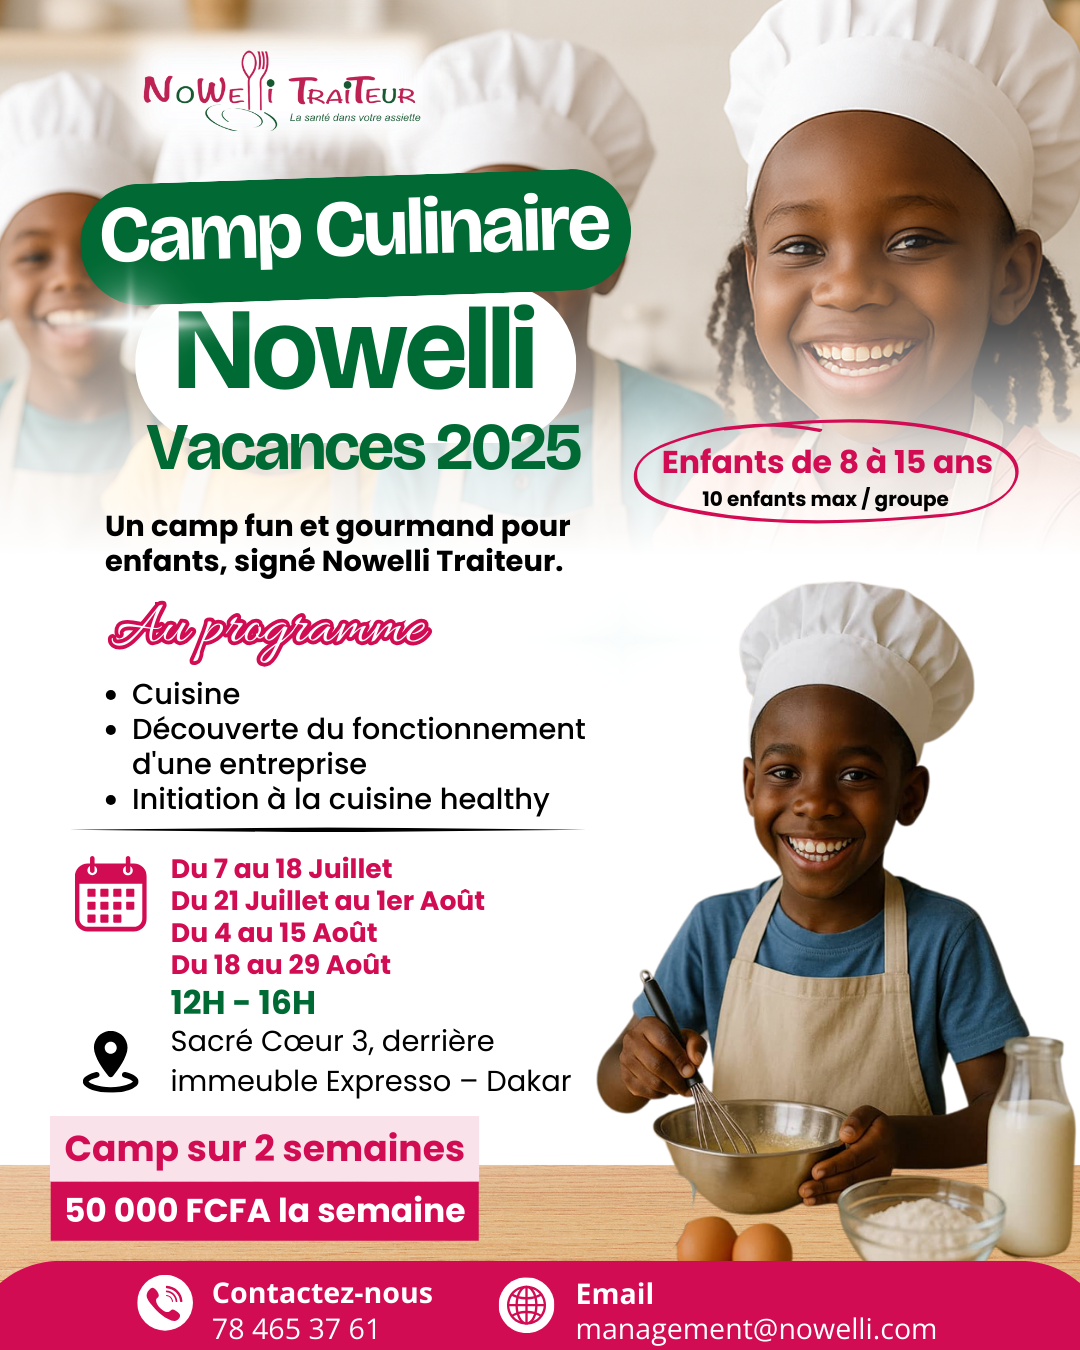 Nowelli Traiteur
La santé dans votre assiette
Camp Culinaire
Nowelli
Vacances 2025
Enfants de 8 à 15 ans
10 enfants max / groupe
Un camp fun et gourmand pour
enfants, signé Nowelli Traiteur.
Au programme
• Cuisine
• Découverte du fonctionnement
d'une entreprise
• Initiation à la cuisine healthy
Du 7 au 18 Juillet
Du 21 Juillet au 1er Août
Du 4 au 15 Août
Du 18 au 29 Août
12H - 16H
Sacré Cœur 3, derrière
immeuble Expresso – Dakar
Camp sur 2 semaines
50 000 FCFA la semaine
Contactez-nous
78 465 37 61
Email
management@nowelli.com